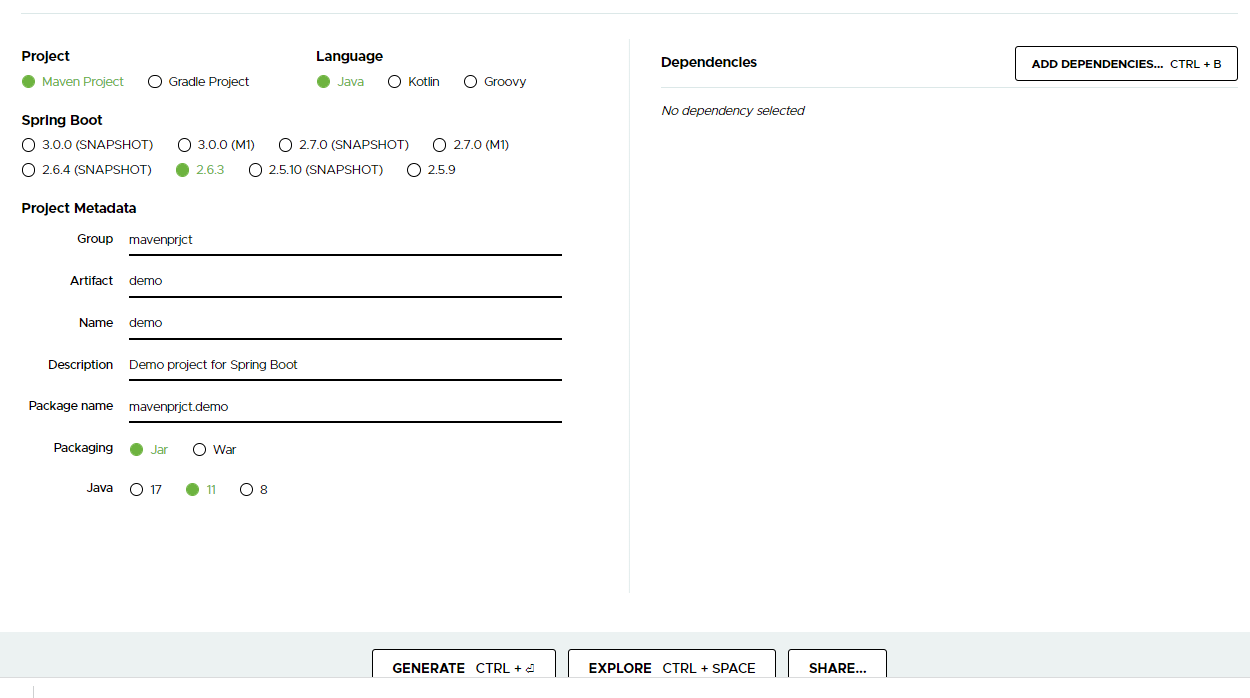 Project
Maven Project Gradle Project
Language
Java Kotlin Groovy
Spring Boot
3.0.0 (SNAPSHOT) 3.0.0 (M1) 2.7.0 (SNAPSHOT) 2.7.0 (M1)
2.6.4 (SNAPSHOT) 2.6.3 2.5.10 (SNAPSHOT) 2.5.9
Project Metadata
Group mavenprjct
Artifact demo
Name demo
Description Demo project for Spring Boot
Package name mavenprjct.demo
Packaging Jar War
Java 17 11 8
Dependencies
ADD DEPENDENCIES... CTRL + B
No dependency selected
GENERATE CTRL + ⏎ EXPLORE CTRL + SPACE SHARE...